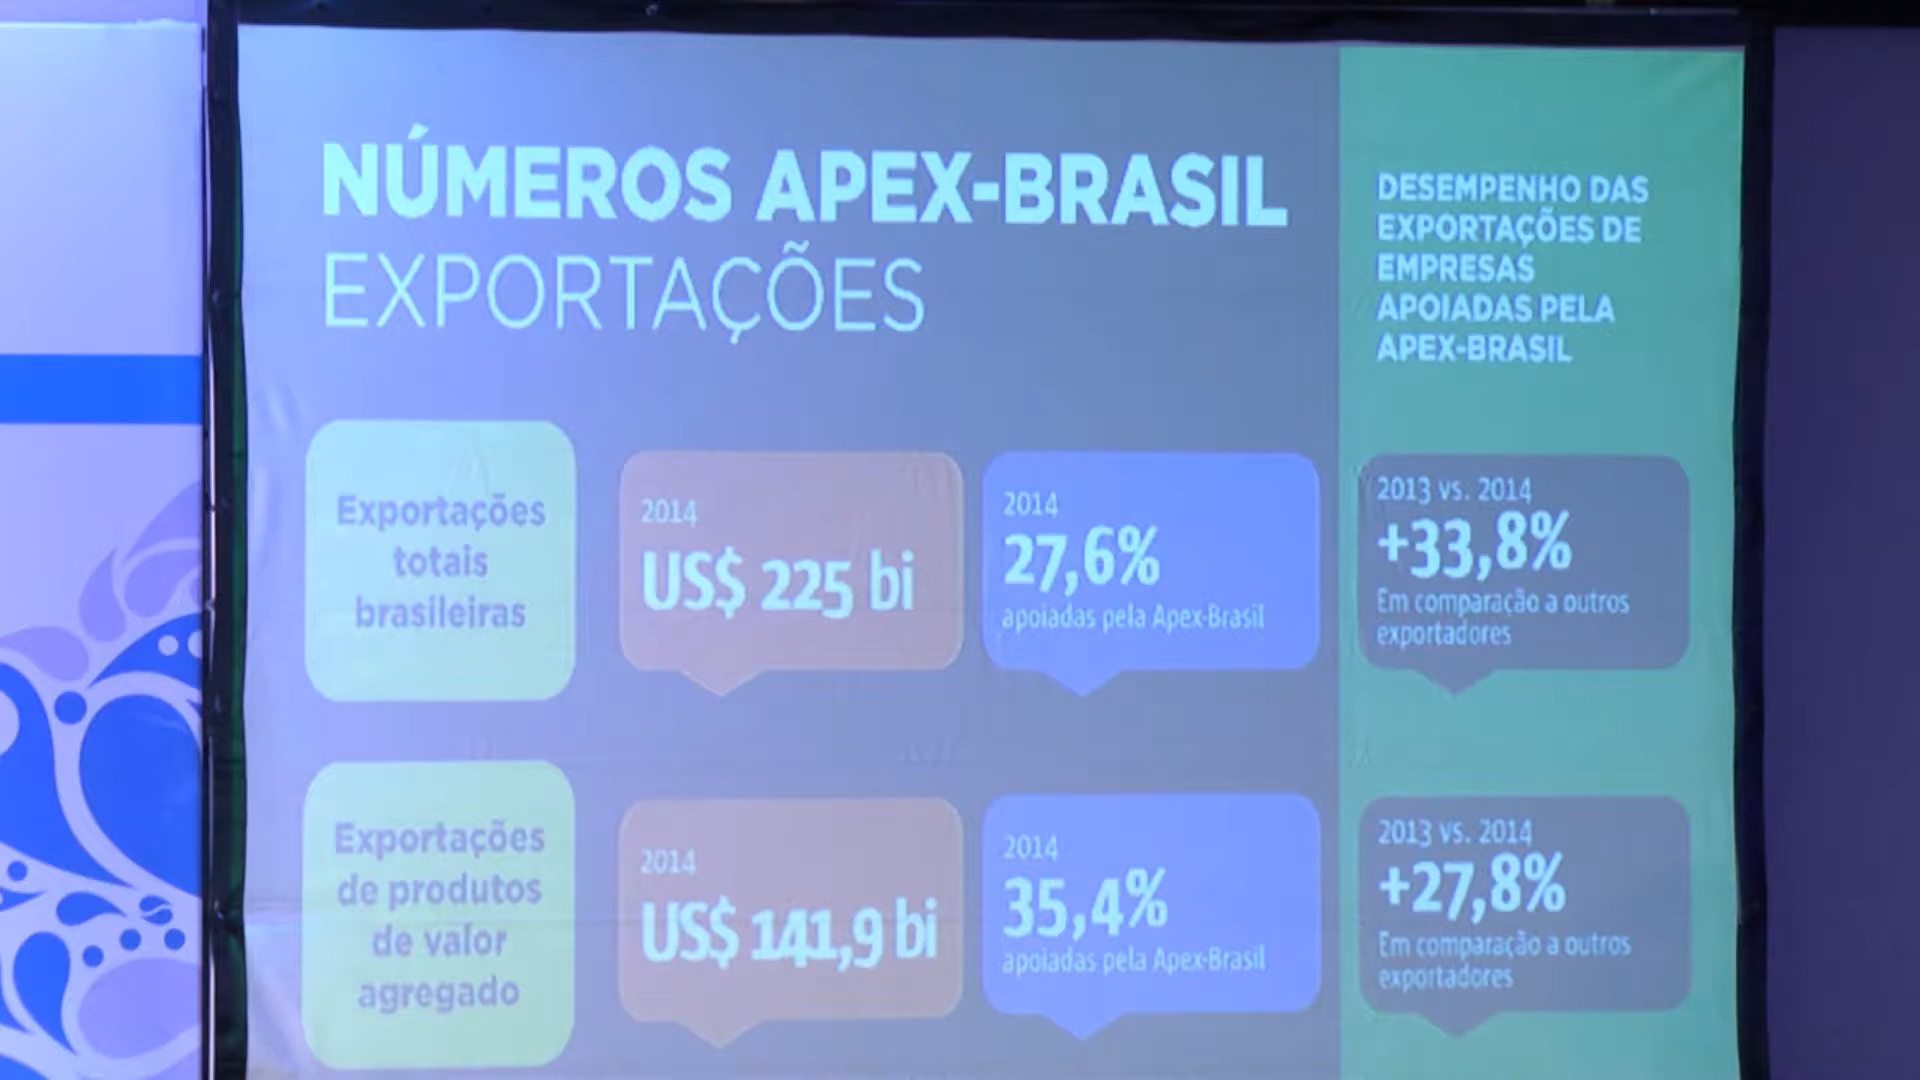 NÚMEROS APEX-BRASIL
EXPORTAÇÕES
DESEMPENHO DAS
EXPORTAÇÕES DE
EMPRESAS
APOIADAS PELA
APEX-BRASIL
Exportações
totais
brasileiras
2014
US$ 225 bi
2014
27,6%
apoiadas pela Apex-Brasil
2013 vs. 2014
+33,8%
Em comparação a outros
exportadores
Exportações
de produtos
de valor
agregado
2014
US$ 141,9 bi
2014
35,4%
apoiadas pela Apex-Brasil
2013 vs. 2014
+27,8%
Em comparação a outros
exportadores